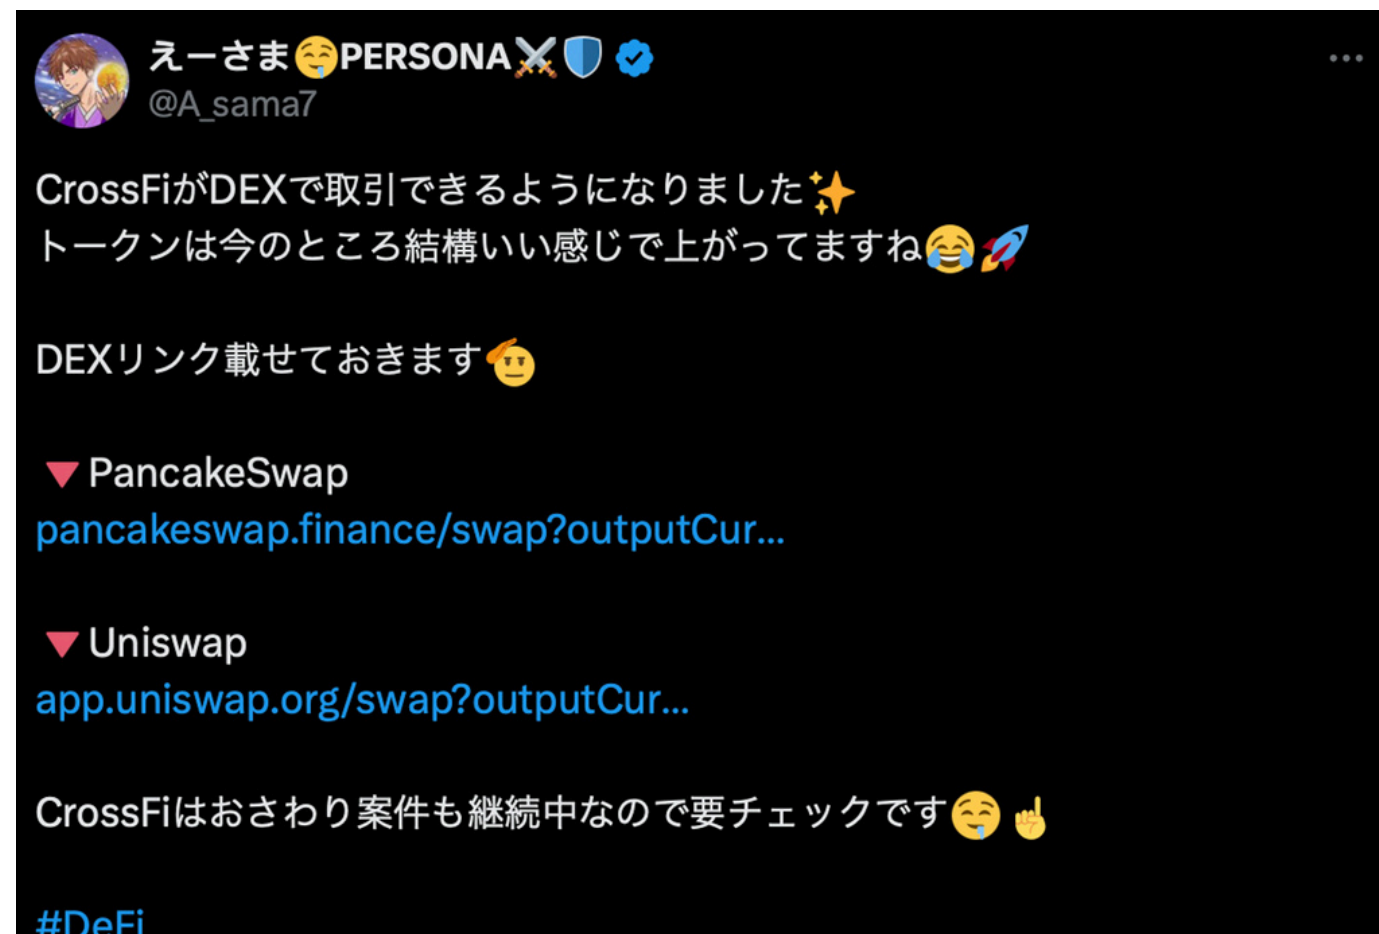 えーさま🤤PERSONA⚔️🛡️
@A_sama7
CrossFiがDEXで取引できるようになりました✨
トークンは今のところ結構いい感じで上がってますね😂🚀
DEXリンク載せておきます🫡
🔻PancakeSwap
pancakeswap.finance/swap?outputCur…
🔻Uniswap
app.uniswap.org/swap?outputCur…
CrossFiはおさわり案件も継続中なので要チェックです🤤☝️
#DeFi